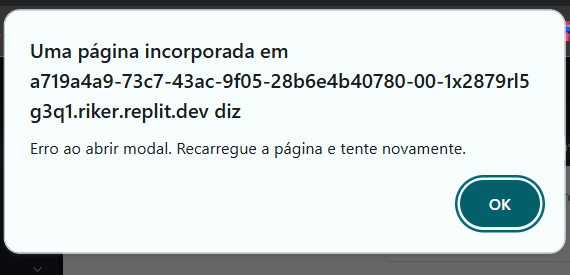 Uma página incorporada em
a719a4a9-73c7-43ac-9f05-28b6e4b40780-00-1x2879rl5
g3q1.riker.replit.dev diz
Erro ao abrir modal. Recarregue a página e tente novamente.
OK